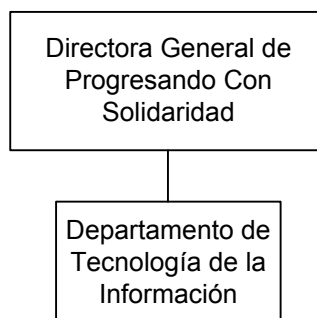 Directora General de
Progresando Con
Solidaridad
Departamento de
Tecnología de la
Información